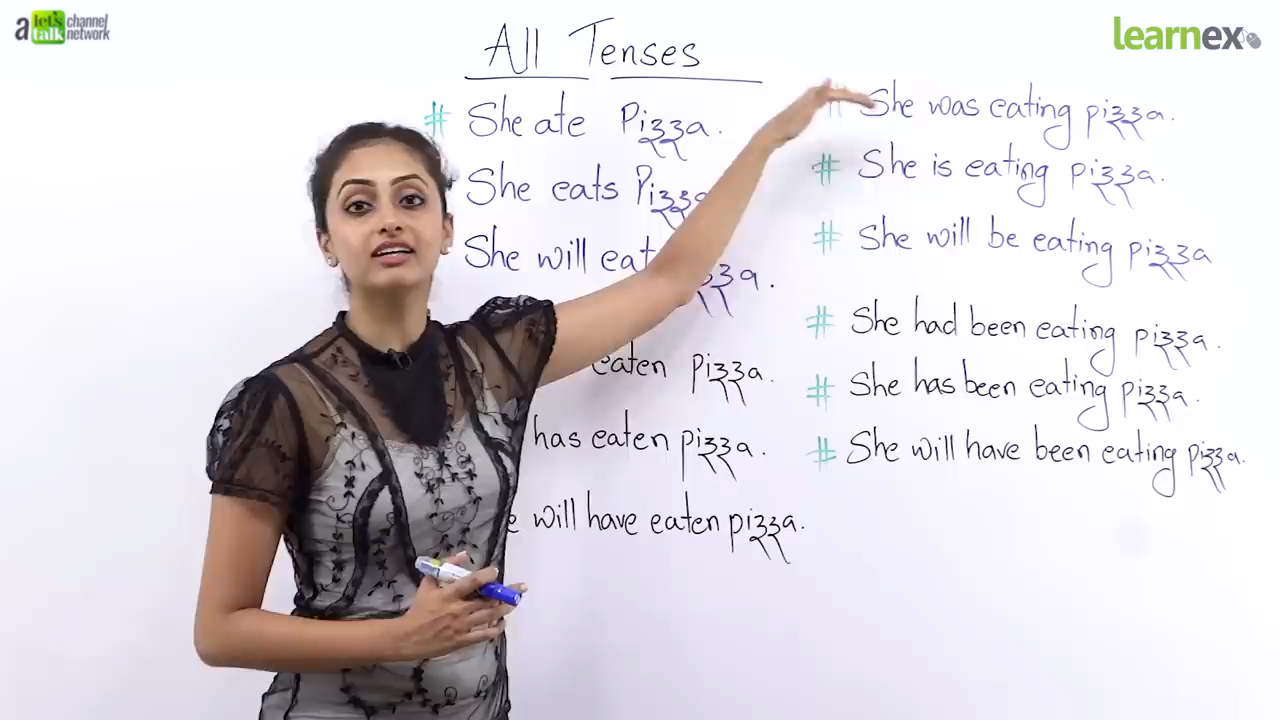 a let's talk channel network
learnex
All Tenses
# She ate Pizza.
She eats Pizza
She will eat pizza.
eaten pizza.
has eaten pizza.
will have eaten pizza.
# She was eating pizza.
# She is eating pizza.
# She will be eating pizza
# She had been eating pizza.
# She has been eating pizza.
# She will have been eating pizza.